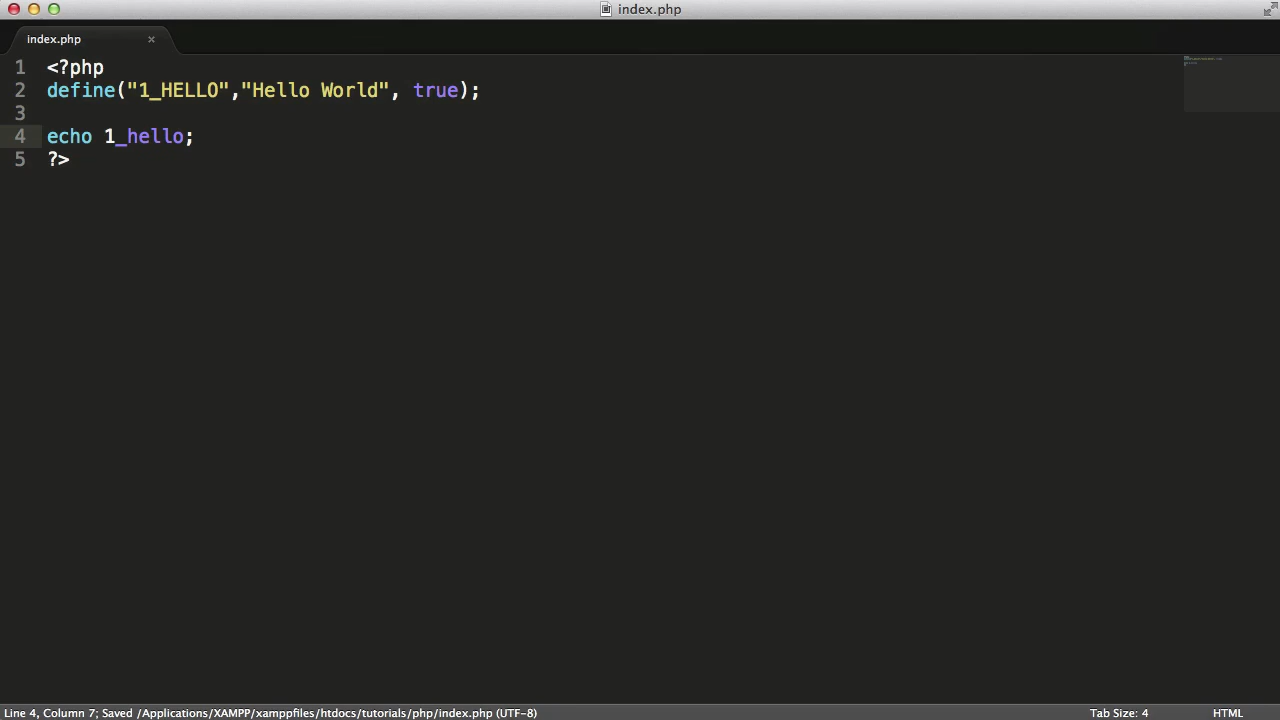 index.php
index.php ×
1 <?php
2 define("1_HELLO","Hello World", true);
3
4 echo 1_hello;
5 ?>
Line 4, Column 7; Saved /Applications/XAMPP/xamppfiles/htdocs/tutorials/php/index.php (UTF-8) Tab Size: 4 HTML